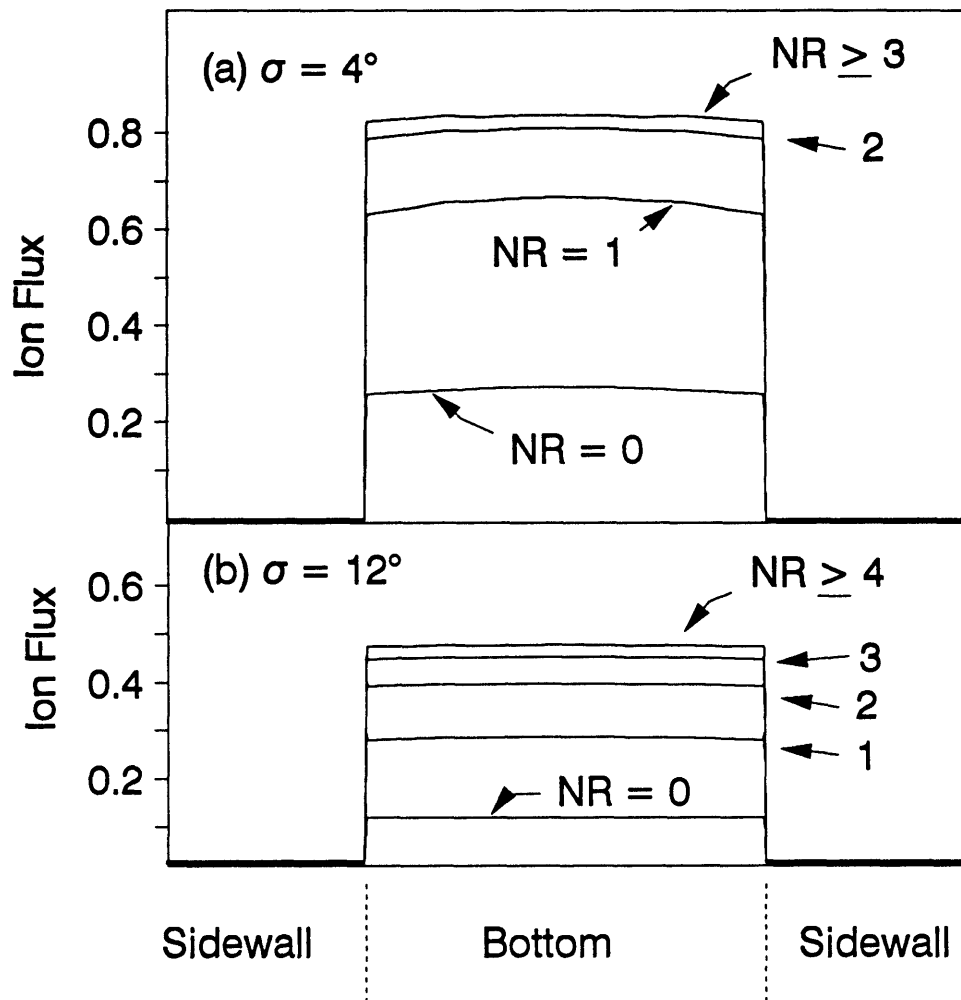 (a) σ = 4°
NR ≥ 3
2
NR = 1
NR = 0
Ion Flux
0.8
0.6
0.4
0.2
(b) σ = 12°
NR ≥ 4
3
2
1
NR = 0
Ion Flux
0.6
0.4
0.2
Sidewall Bottom Sidewall